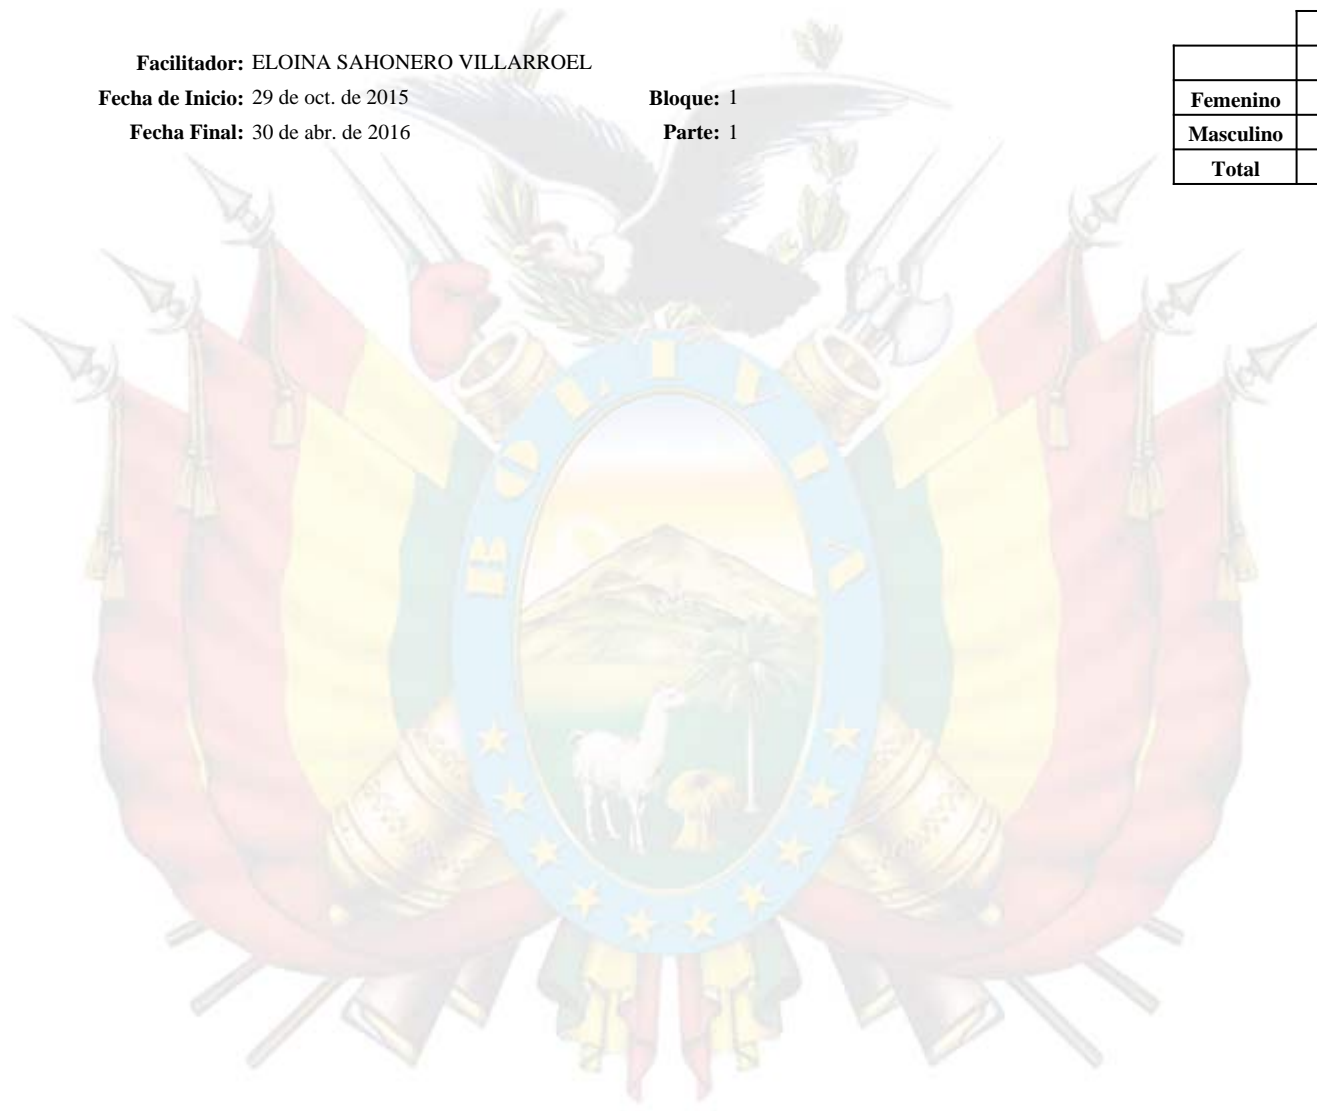 Facilitador: ELOINA SAHONERO VILLARROEL
Fecha de Inicio: 29 de oct. de 2015 Bloque: 1
Fecha Final: 30 de abr. de 2016 Parte: 1
Femenino
Masculino
Total
BOLIVIA